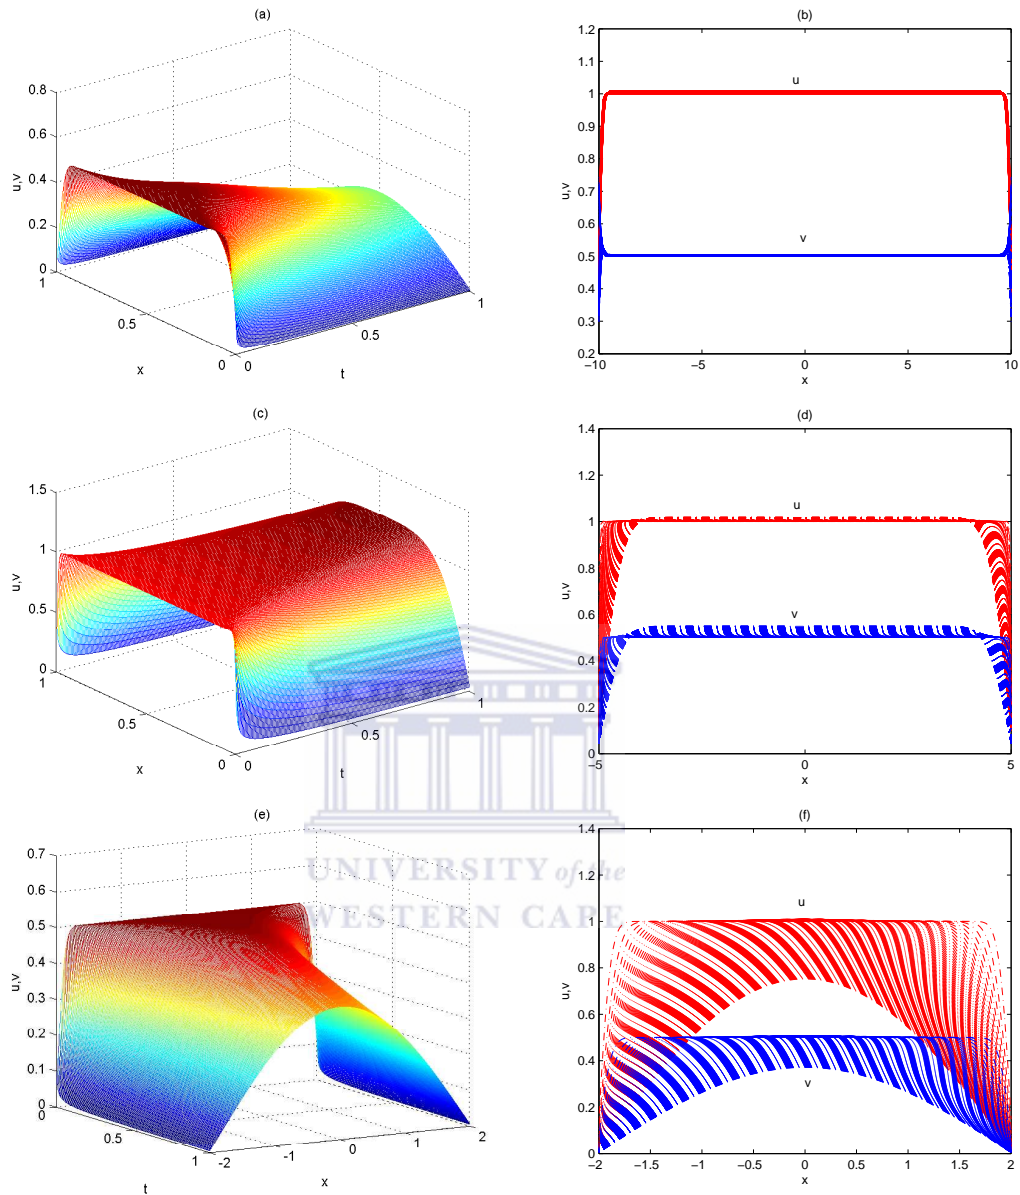 (a)
0.8
0.6
0.4
0.2
0
u,v
1
0.5
0
x
0
0.5
1
t
(b)
1.2
1.1
1
0.9
0.8
0.7
0.6
0.5
0.4
0.3
0.2
u,v
u
v
−10
−5
0
5
10
x
(c)
1.5
1
0.5
0
u,v
1
0.5
0
x
0
0.5
1
t
(d)
1.4
1.2
1
0.8
0.6
0.4
0.2
0
u,v
u
v
−5
0
5
x
(e)
0.7
0.6
0.5
0.4
0.3
0.2
0.1
0
u,v
0
0.5
1
t
−2
−1
0
1
2
x
(f)
1.4
1.2
1
0.8
0.6
0.4
0.2
0
u,v
u
v
−2
−1.5
−1
−0.5
0
0.5
1
1.5
2
x
UNIVERSITY of the
WESTERN CAPE